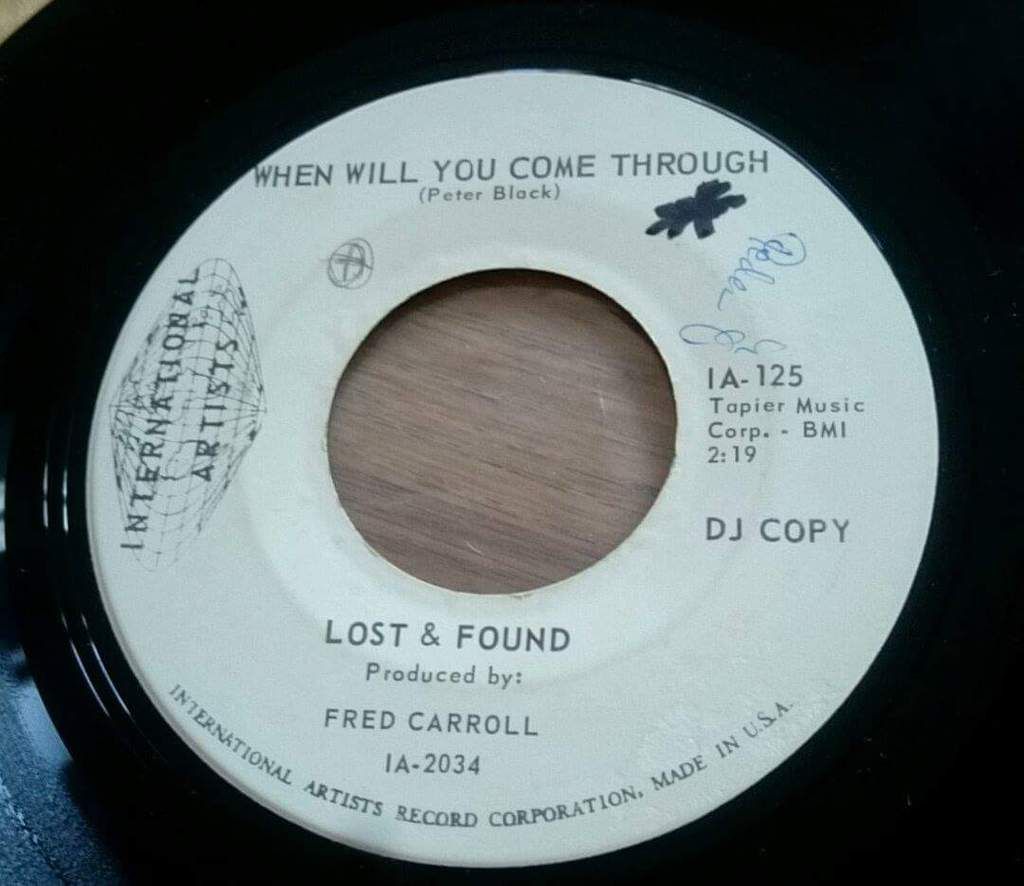 WHEN WILL YOU COME THROUGH
(Peter Black)
INTERNATIONAL
ARTISTS
IA-125
Tapier Music
Corp. - BMI
2:19
DJ COPY
LOST & FOUND
Produced by:
FRED CARROLL
IA-2034
INTERNATIONAL ARTISTS RECORD CORPORATION, MADE IN U.S.A.